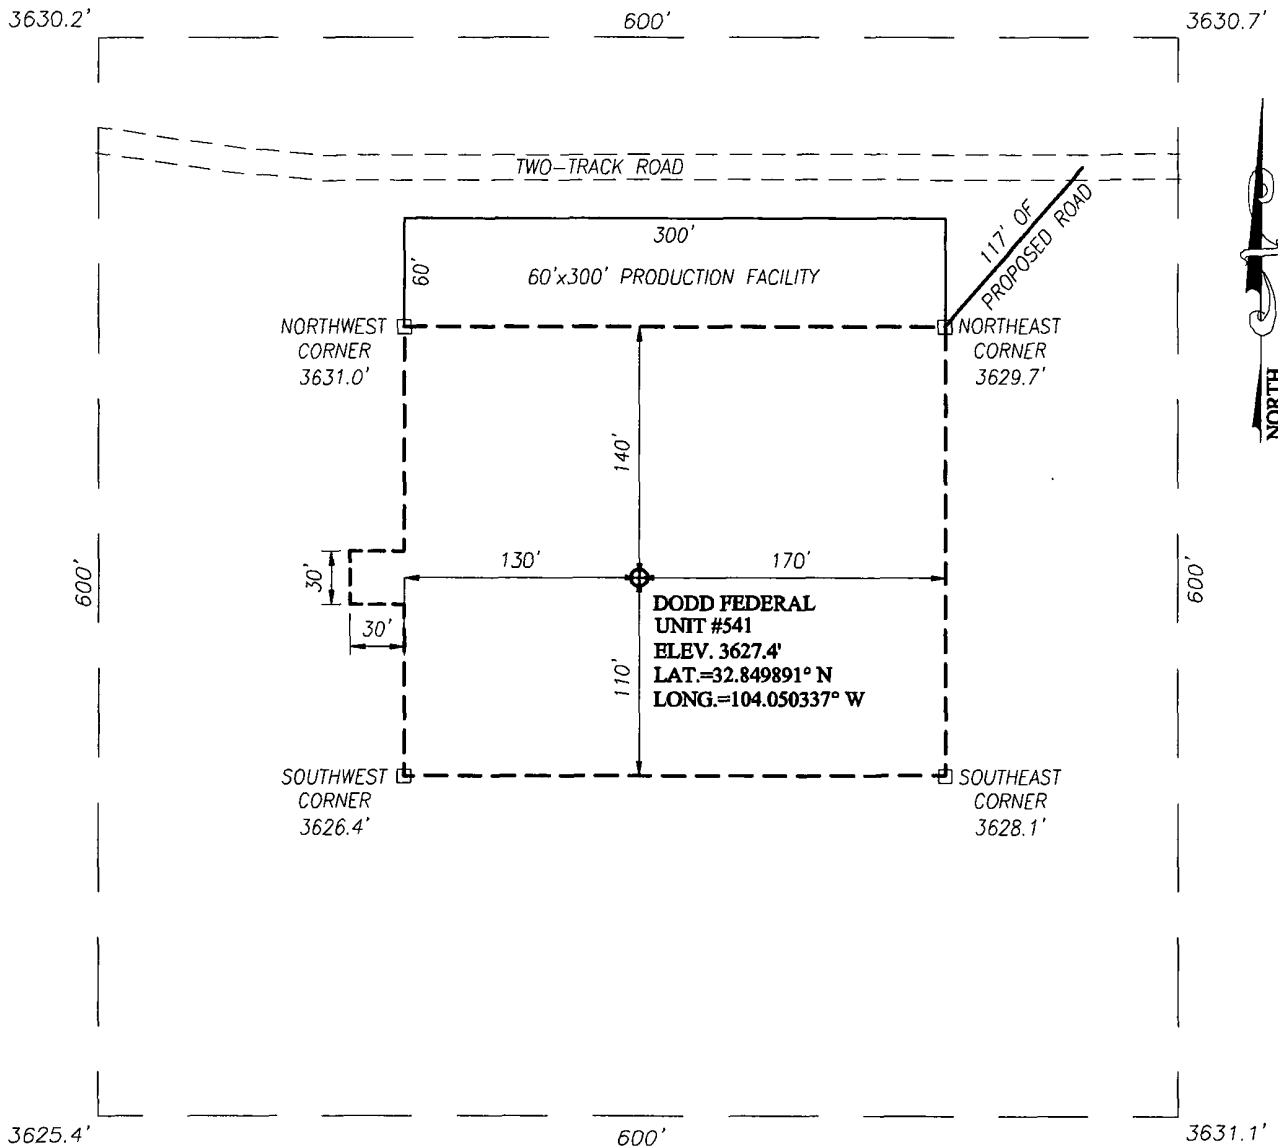 3630.2'
600'
3630.7'
TWO-TRACK ROAD
117' OF
PROPOSED ROAD
300'
60'
60'x300' PRODUCTION FACILITY
NORTHWEST
CORNER
3631.0'
NORTHEAST
CORNER
3629.7'
NORTH
140'
130'
170'
30'
30'
600'
600'
DODD FEDERAL
UNIT #541
ELEV. 3627.4'
LAT.=32.849891° N
LONG.=104.050337° W
110'
SOUTHWEST
CORNER
3626.4'
SOUTHEAST
CORNER
3628.1'
3625.4'
600'
3631.1'